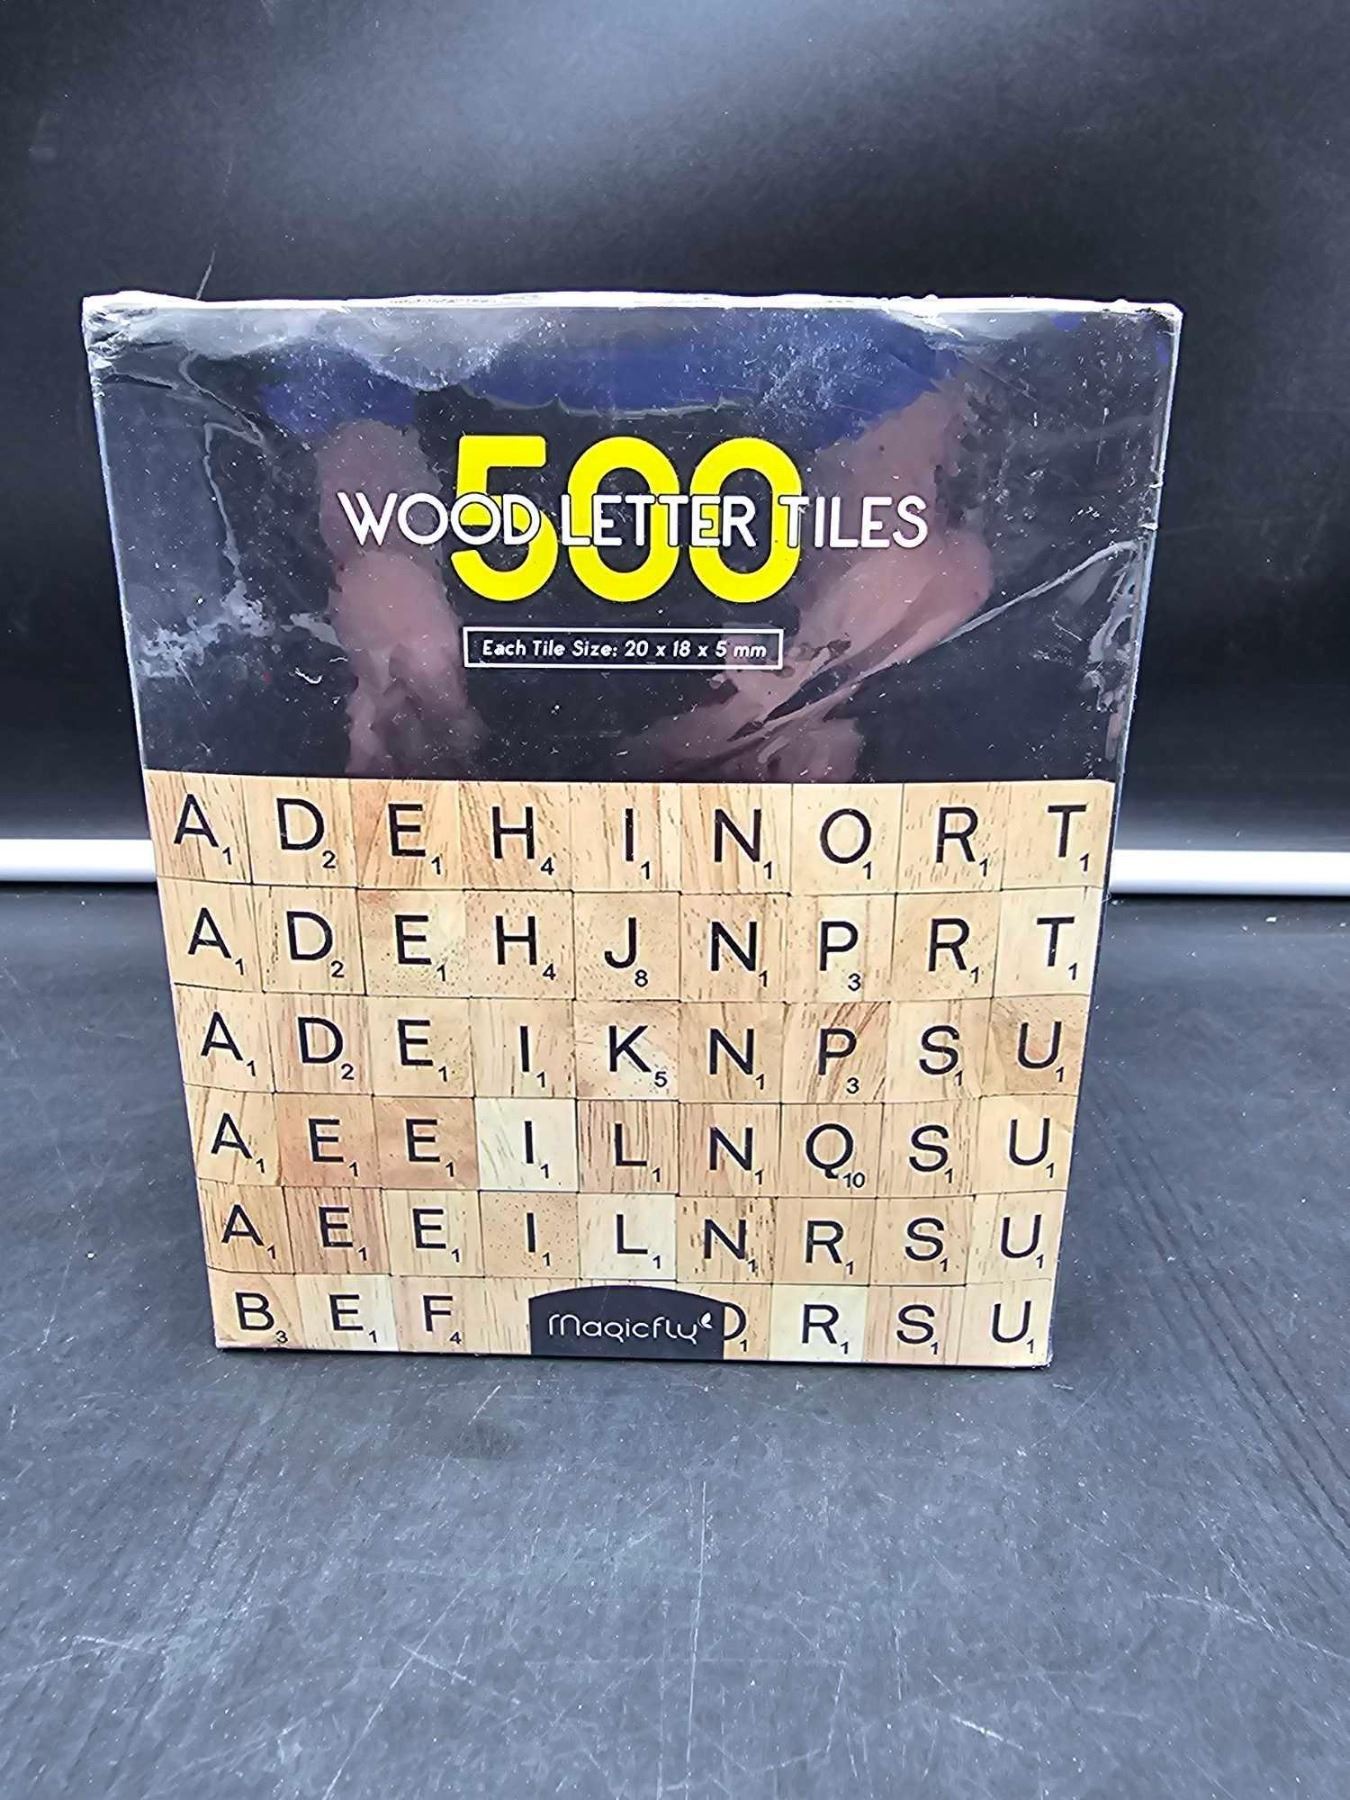 500
WOOD LETTER TILES
Each Tile Size: 20 x 18 x 5 mm
A1 D2 E1 H4 I1 N1 O1 R1 T1
A1 D2 E1 H4 J8 N1 P3 R1 T1
A1 D2 E1 I1 K5 N1 P3 S1 U1
A1 E1 E1 I1 L1 N1 Q10 S1 U1
A1 E1 E1 I1 L1 N1 R1 S1 U1
B3 E1 F4 O1 R1 S1 U1
Magicfly